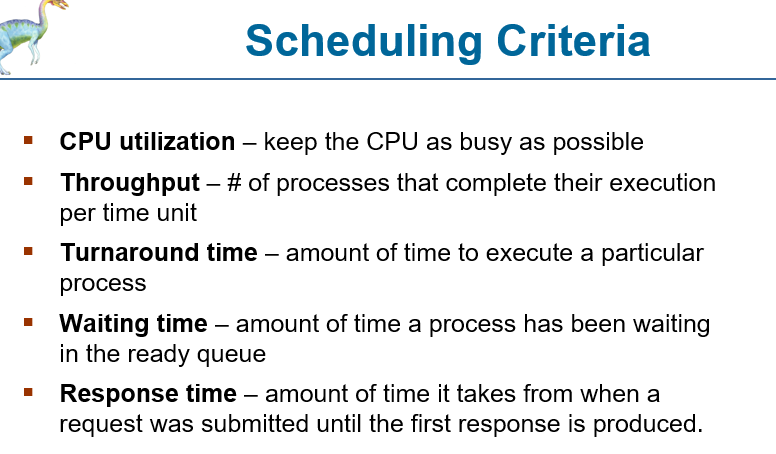 Scheduling Criteria
▪ CPU utilization – keep the CPU as busy as possible
▪ Throughput – # of processes that complete their execution
per time unit
▪ Turnaround time – amount of time to execute a particular
process
▪ Waiting time – amount of time a process has been waiting
in the ready queue
▪ Response time – amount of time it takes from when a
request was submitted until the first response is produced.